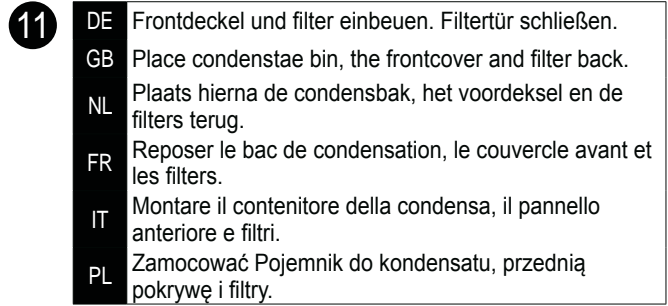 11
DE Frontdeckel und filter einbeuen. Filtertür schließen.
GB Place condenstae bin, the frontcover and filter back.
NL Plaats hierna de condensbak, het voordeksel en de
filters terug.
FR Reposer le bac de condensation, le couvercle avant et
les filters.
IT Montare il contenitore della condensa, il pannello
anteriore e filtri.
PL Zamocować Pojemnik do kondensatu, przednią
pokrywę i filtry.